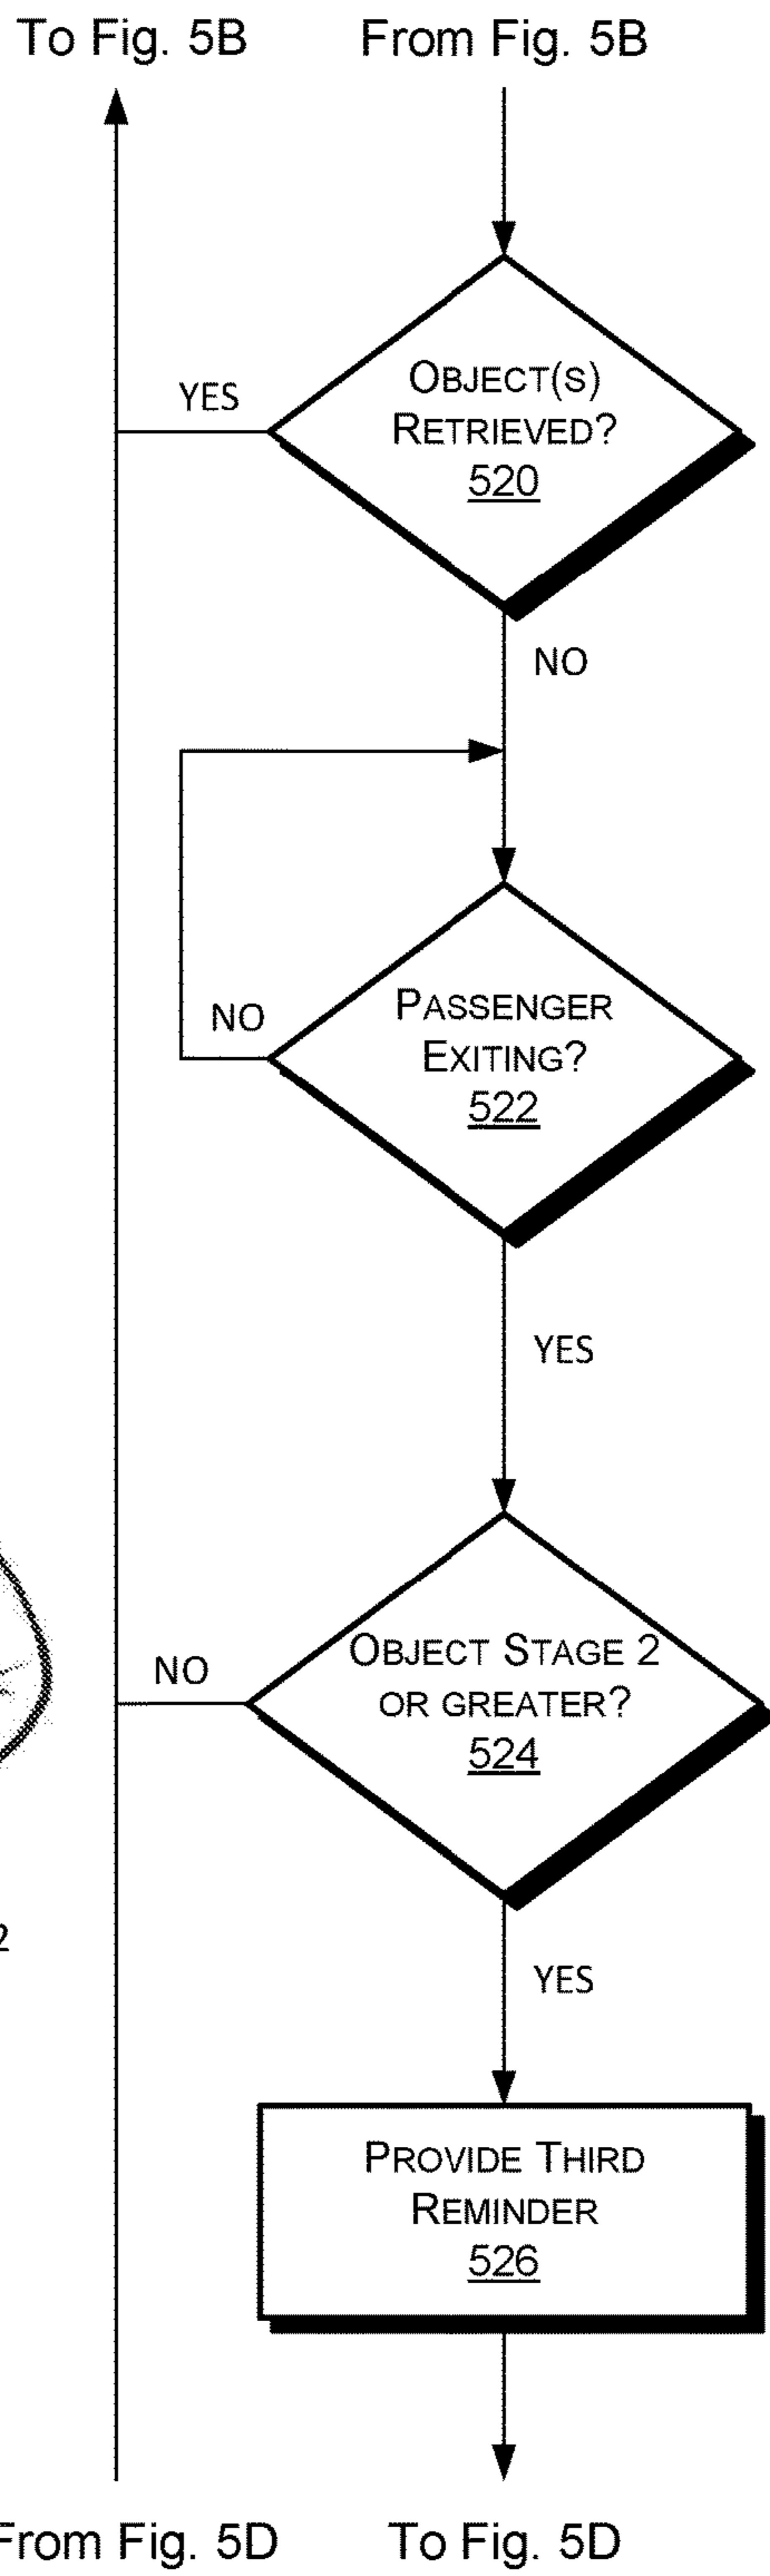 To Fig. 5B From Fig. 5B
OBJECT(S)
YES
RETRIEVED?
520
NO
PASSENGER
NO
EXITING?
522
YES
OBJECT STAGE 2
NO
OR GREATER?
524
2
YES
PROVIDE THIRD
REMINDER
526
From Fig. 5D To Fig. 5D